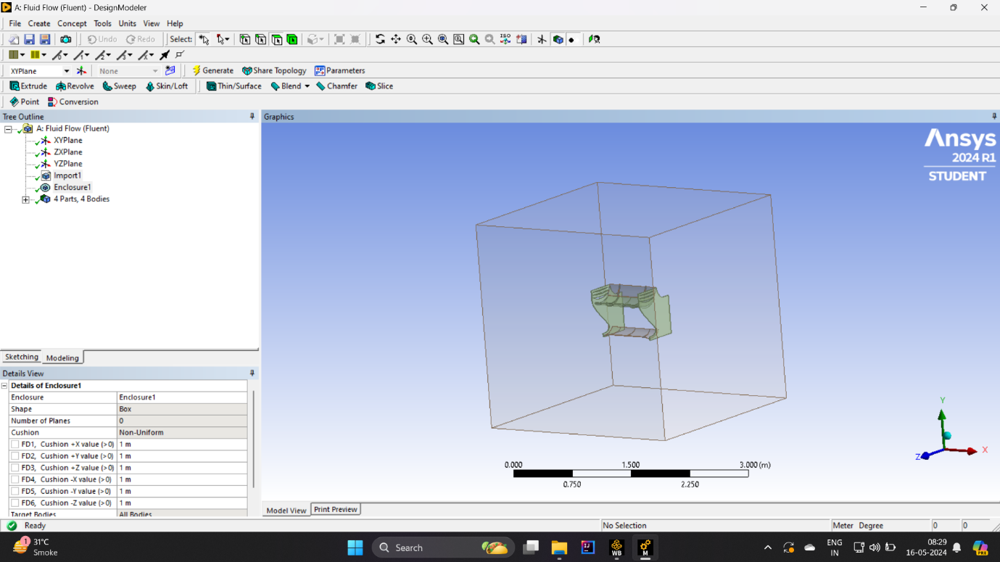 A: Fluid Flow (Fluent) - DesignModeler
File Create Concept Tools Units View Help
Undo Redo Select:
XYPlane None Generate Share Topology Parameters
Extrude Revolve Sweep Skin/Loft Thin/Surface Blend Chamfer Slice
Point Conversion
Tree Outline
A: Fluid Flow (Fluent)
XYPlane
ZXPlane
YZPlane
Import1
Enclosure1
4 Parts, 4 Bodies
Sketching Modeling
Details View
Details of Enclosure1
Enclosure Enclosure1
Shape Box
Number of Planes 0
Cushion Non-Uniform
FD1, Cushion +X value (>0) 1 m
FD2, Cushion +Y value (>0) 1 m
FD3, Cushion +Z value (>0) 1 m
FD4, Cushion -X value (>0) 1 m
FD5, Cushion -Y value (>0) 1 m
FD6, Cushion -Z value (>0) 1 m
Target Bodies All Bodies
Graphics
Ansys
2024 R1
STUDENT
Y
X
Z
0.000 1.500 3.000 (m)
0.750 2.250
Model View Print Preview
Ready No Selection Meter Degree 0 0
1 31°C
Smoke
Search
WB
M
ENG
IN
08:29
16-05-2024
PRE